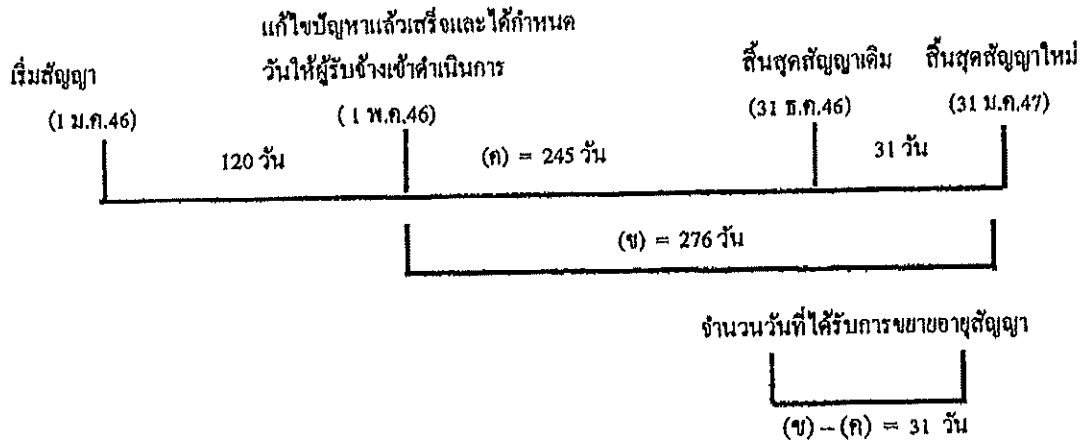 แก้ไขปัญหาแล้วเสร็จและได้กำหนด
วันให้ผู้รับจ้างเข้าดำเนินการ
เริ่มสัญญา
สิ้นสุดสัญญาเดิม
สิ้นสุดสัญญาใหม่
(1 ม.ค.46)
(1 พ.ค.46)
(31 ธ.ค.46)
(31 ม.ค.47)
120 วัน
(ค) = 245 วัน
31 วัน
(ข) = 276 วัน
จำนวนวันที่ได้รับการขยายอายุสัญญา
(ข) – (ค) = 31 วัน